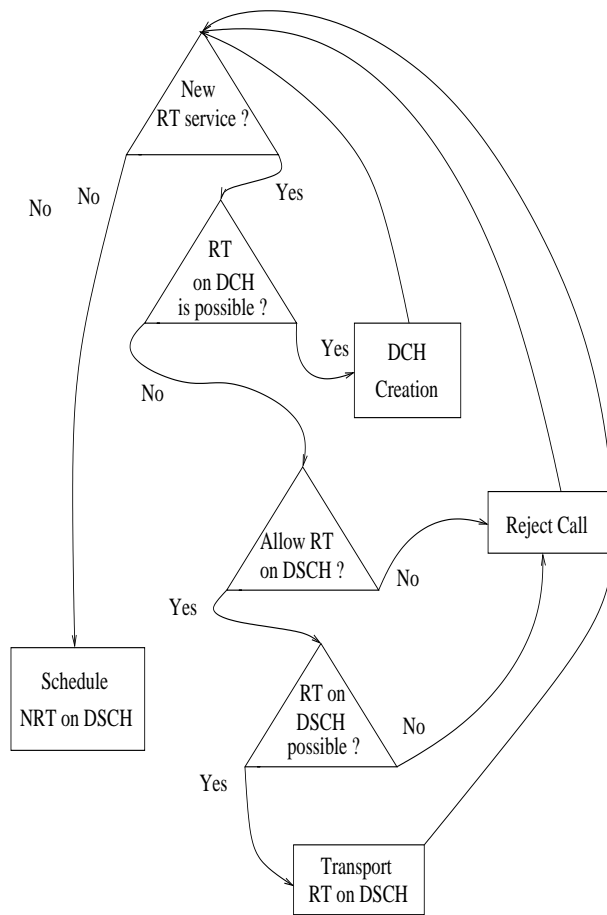 New
RT service ?
No
No
Yes
RT
on DCH
is possible ?
Yes
DCH
Creation
No
Allow RT
on DSCH ?
No
Reject Call
Yes
Schedule
NRT on DSCH
RT on
DSCH
possible ?
No
Yes
Transport
RT on DSCH